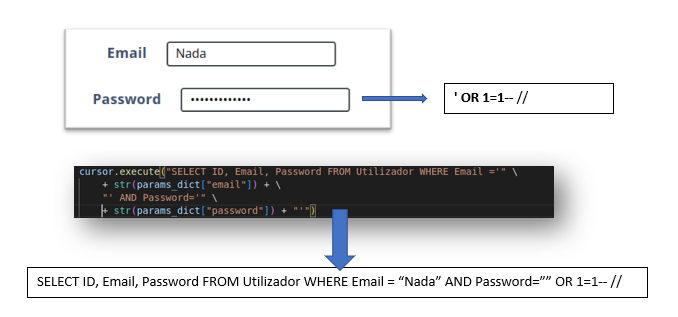 Email Nada
Password •••••••••••••
' OR 1=1-- //
cursor.execute("SELECT ID, Email, Password FROM Utilizador WHERE Email ='" \
+ str(params_dict["email"]) + \
"' AND Password='" \
+ str(params_dict["password"]) + "'")
SELECT ID, Email, Password FROM Utilizador WHERE Email = “Nada” AND Password=”” OR 1=1-- //